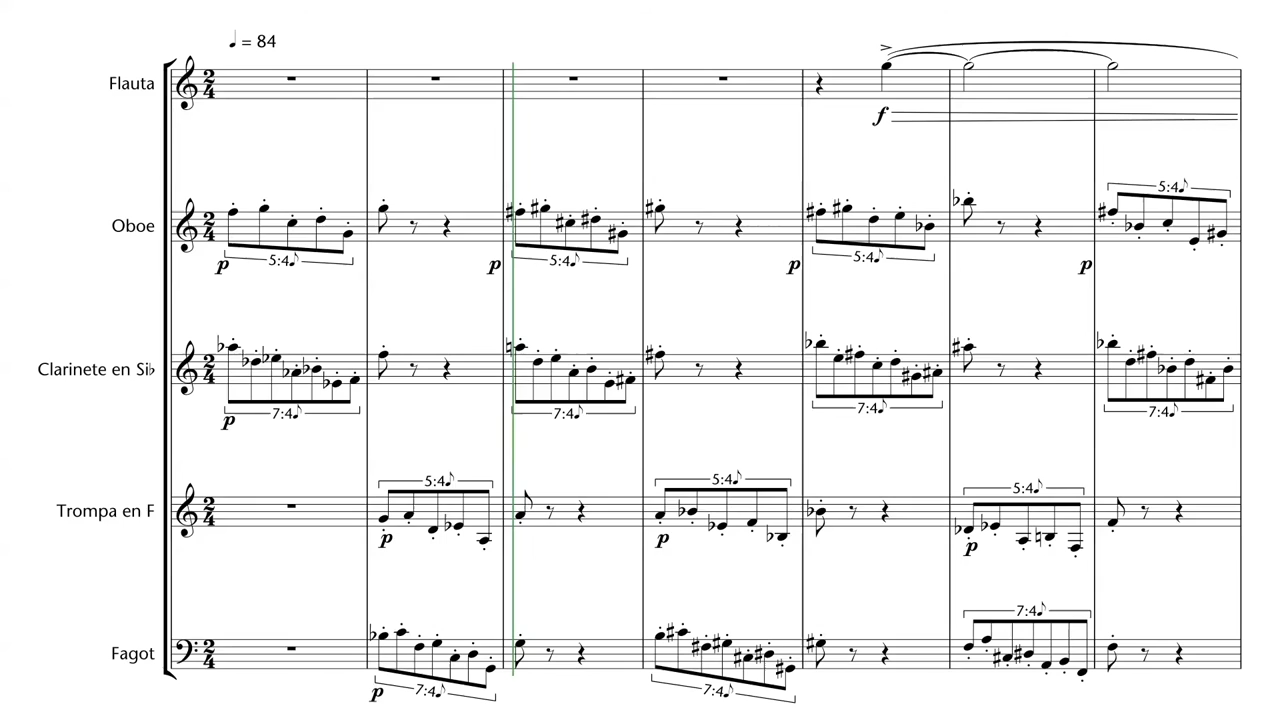 ♩ = 84
Flauta
f
Oboe
5:4♪ 5:4♪ 5:4♪ 5:4♪
p p p p
Clarinete en Si♭
7:4♪ 7:4♪ 7:4♪ 7:4♪
p
Trompa en F
5:4♪ 5:4♪ 5:4♪
p p p
Fagot
7:4♪ 7:4♪ 7:4♪
p